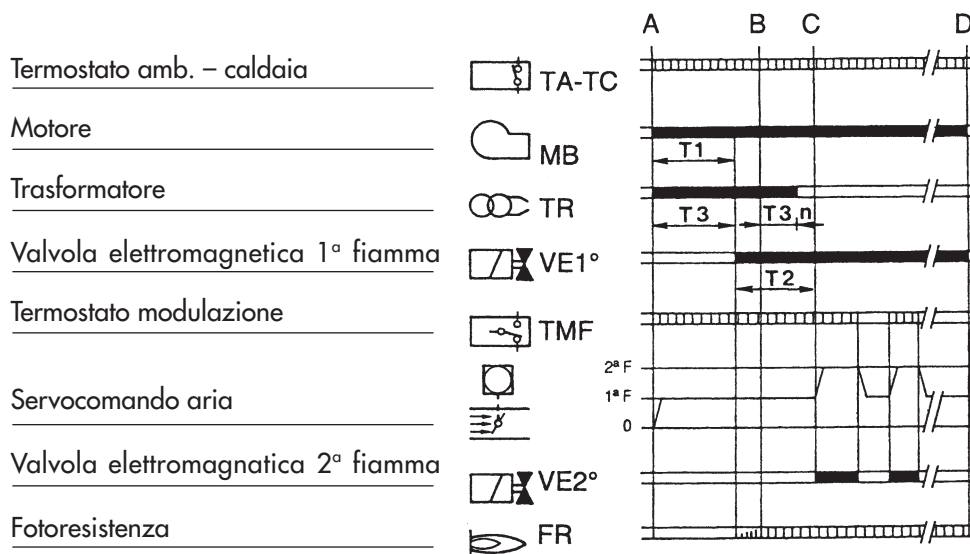 A B C D
Termostato amb. – caldaia TA-TC
Motore MB
T1
Trasformatore TR
T3 T3 n
Valvola elettromagnetica 1ª fiamma VE1°
T2
Termostato modulazione TMF
2ª F
1ª F
Servocomando aria
0
Valvola elettromagnatica 2ª fiamma VE2°
Fotoresistenza FR